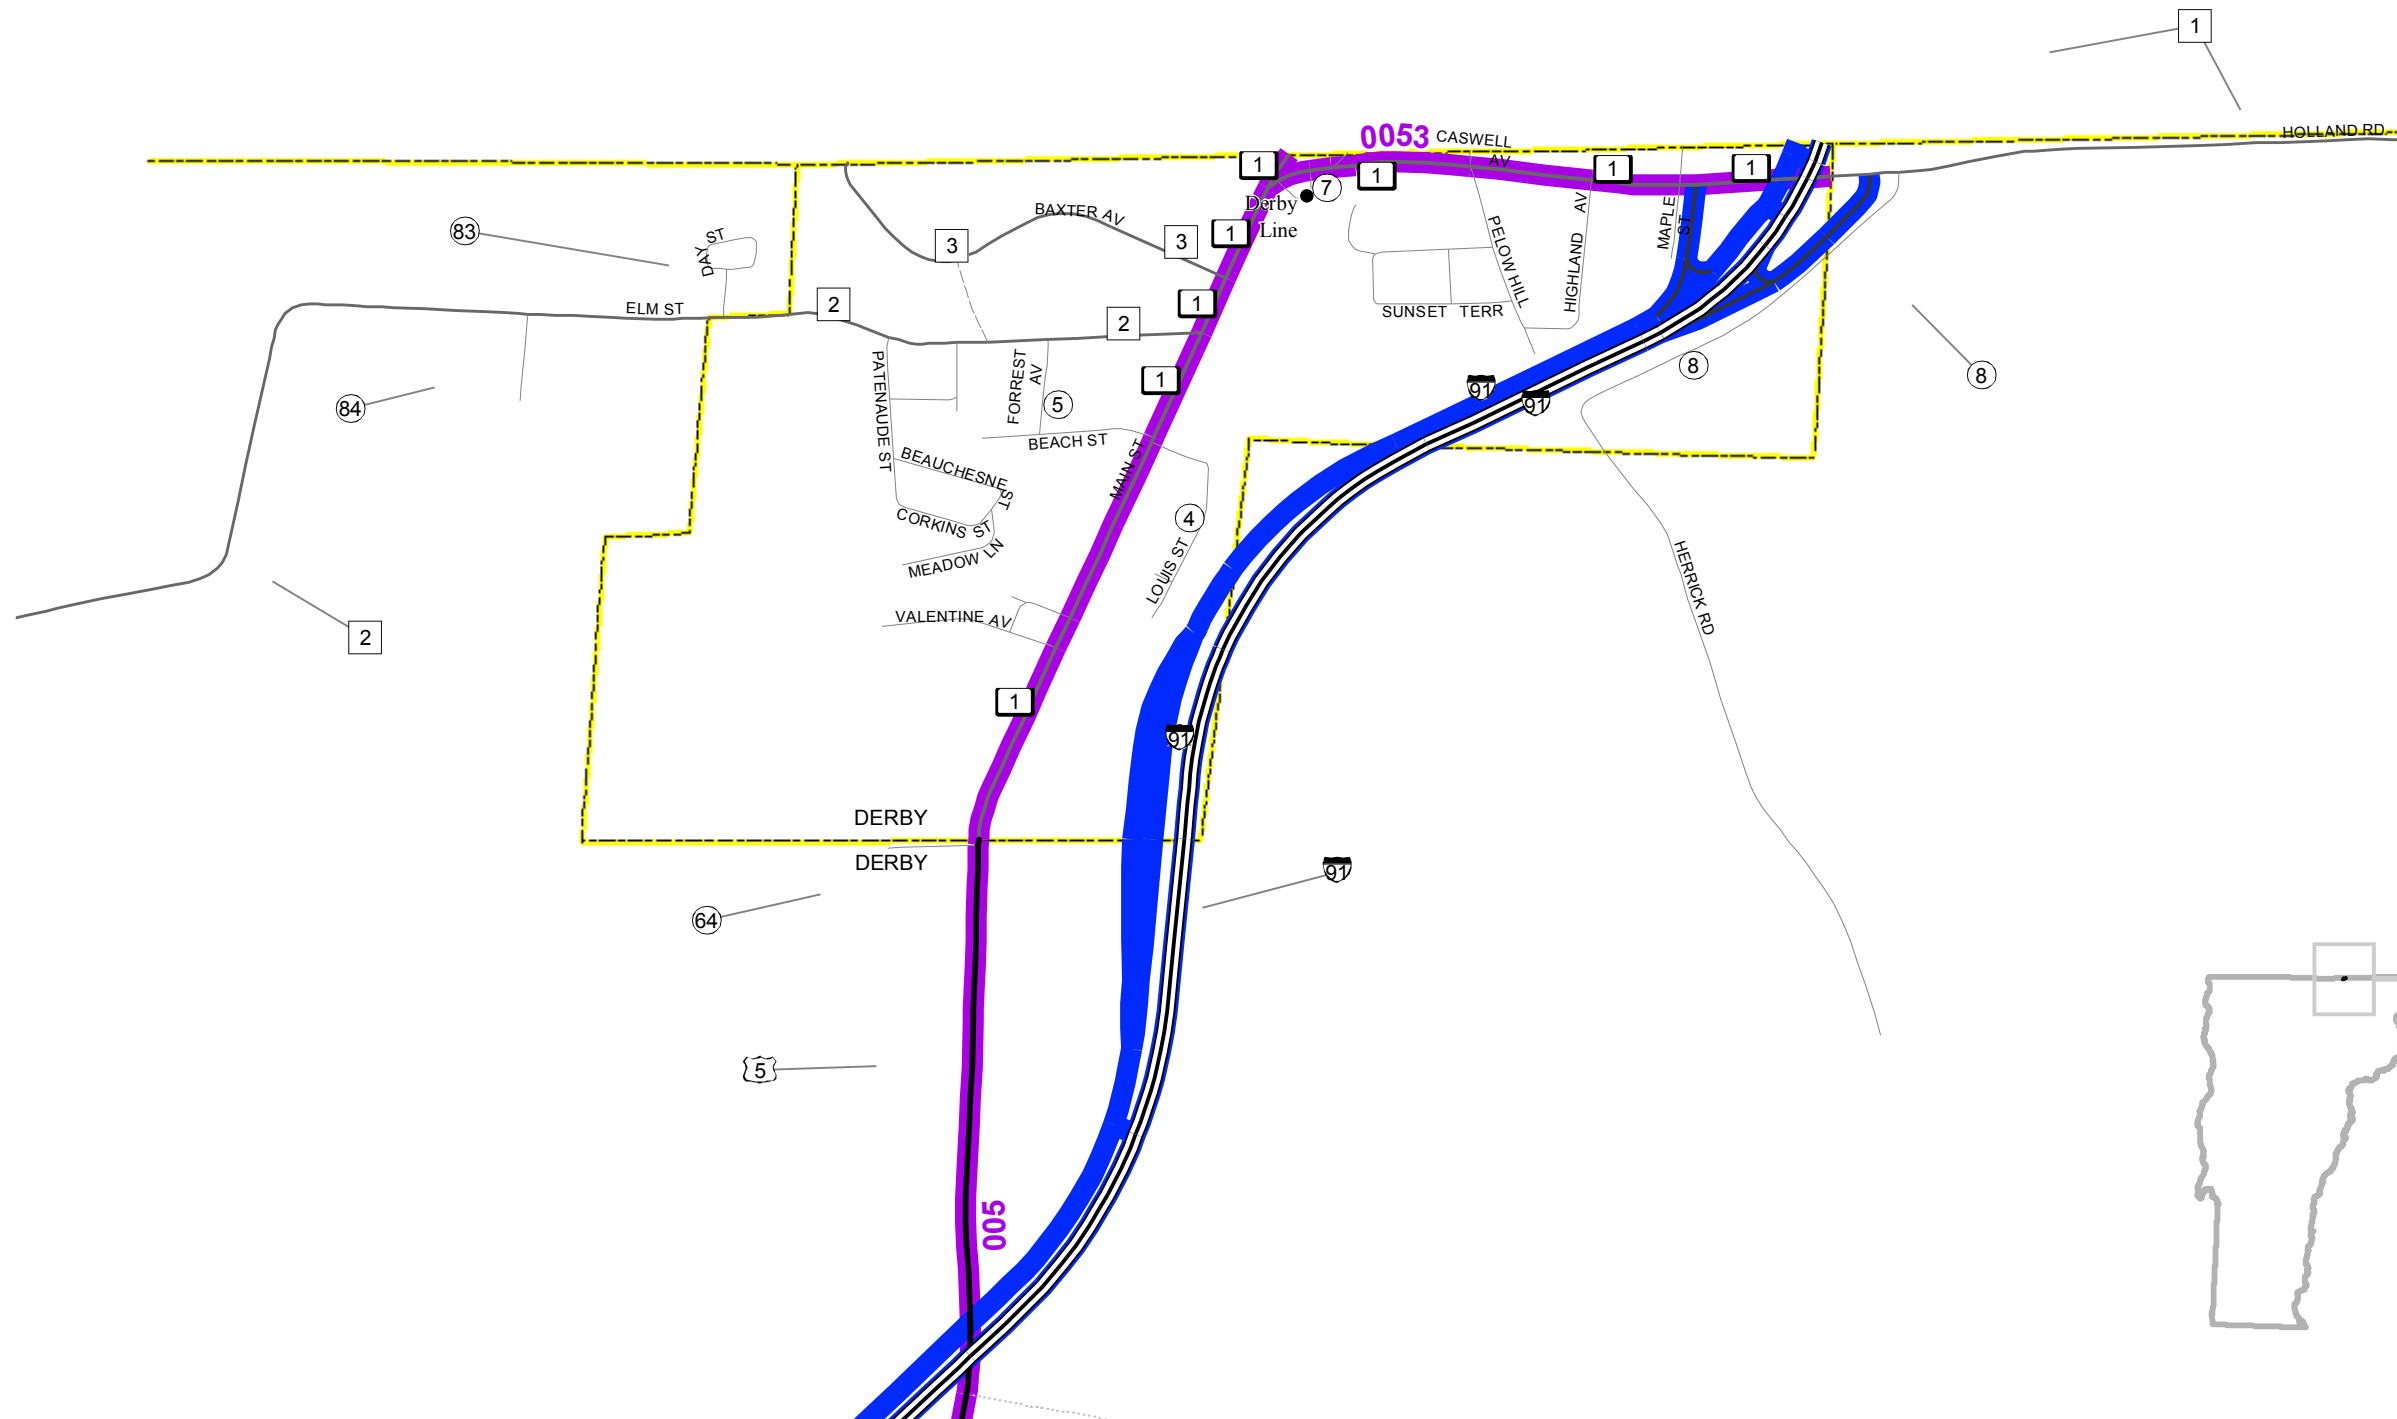 1
0053
CASWELL
AV
HOLLAND RD
1
1
1
1
7
Derby
Line
83
DAY
ST
BAXTER AV
3
3
1
PELOW HILL
HIGHLAND
AV
MAPLE
ST
ELM ST
2
2
1
SUNSET TERR
84
PATENAUDE ST
FORREST
AV
5
1
91
91
8
8
BEACH ST
MAIN ST
BEAUCHESNE
ST
CORKINS ST
4
MEADOW LN
LOUIS ST
HERRICK RD
2
VALENTINE AV
1
91
DERBY
DERBY
91
64
5
005